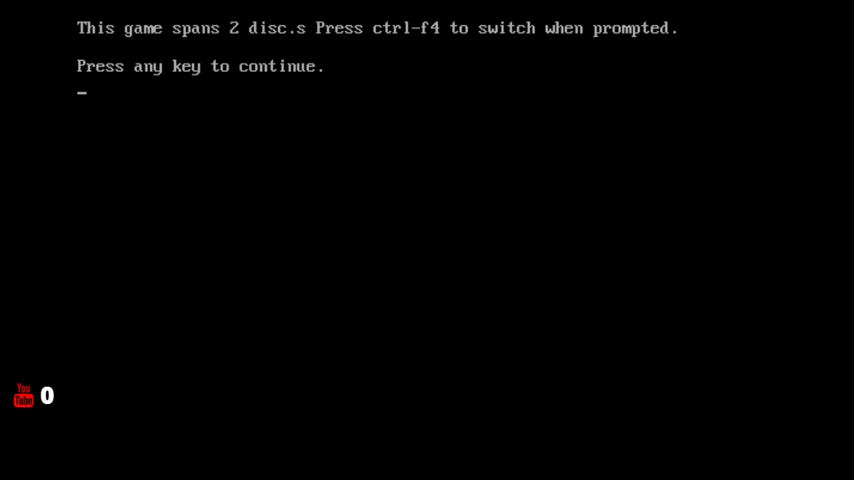 This game spans 2 disc.s Press ctrl-f4 to switch when prompted.
Press any key to continue.
You
Tube 0